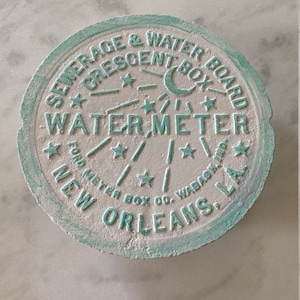 SEWERAGE & WATER BOARD
CRESCENT BOX
WATER METER
FORD METER BOX CO. WABASH, IND.
NEW ORLEANS, LA.